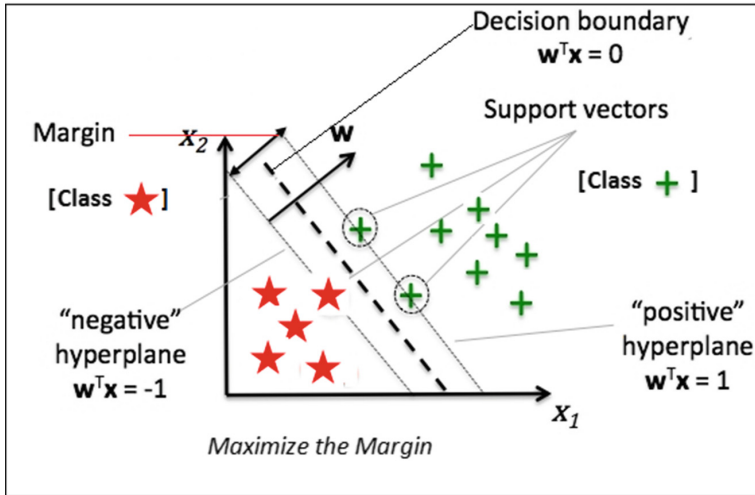 Decision boundary
wᵀx = 0
Support vectors
Margin
x₂
w
[Class ★]
[Class + ]
“negative”
hyperplane
wᵀx = -1
“positive”
hyperplane
wᵀx = 1
x₁
Maximize the Margin